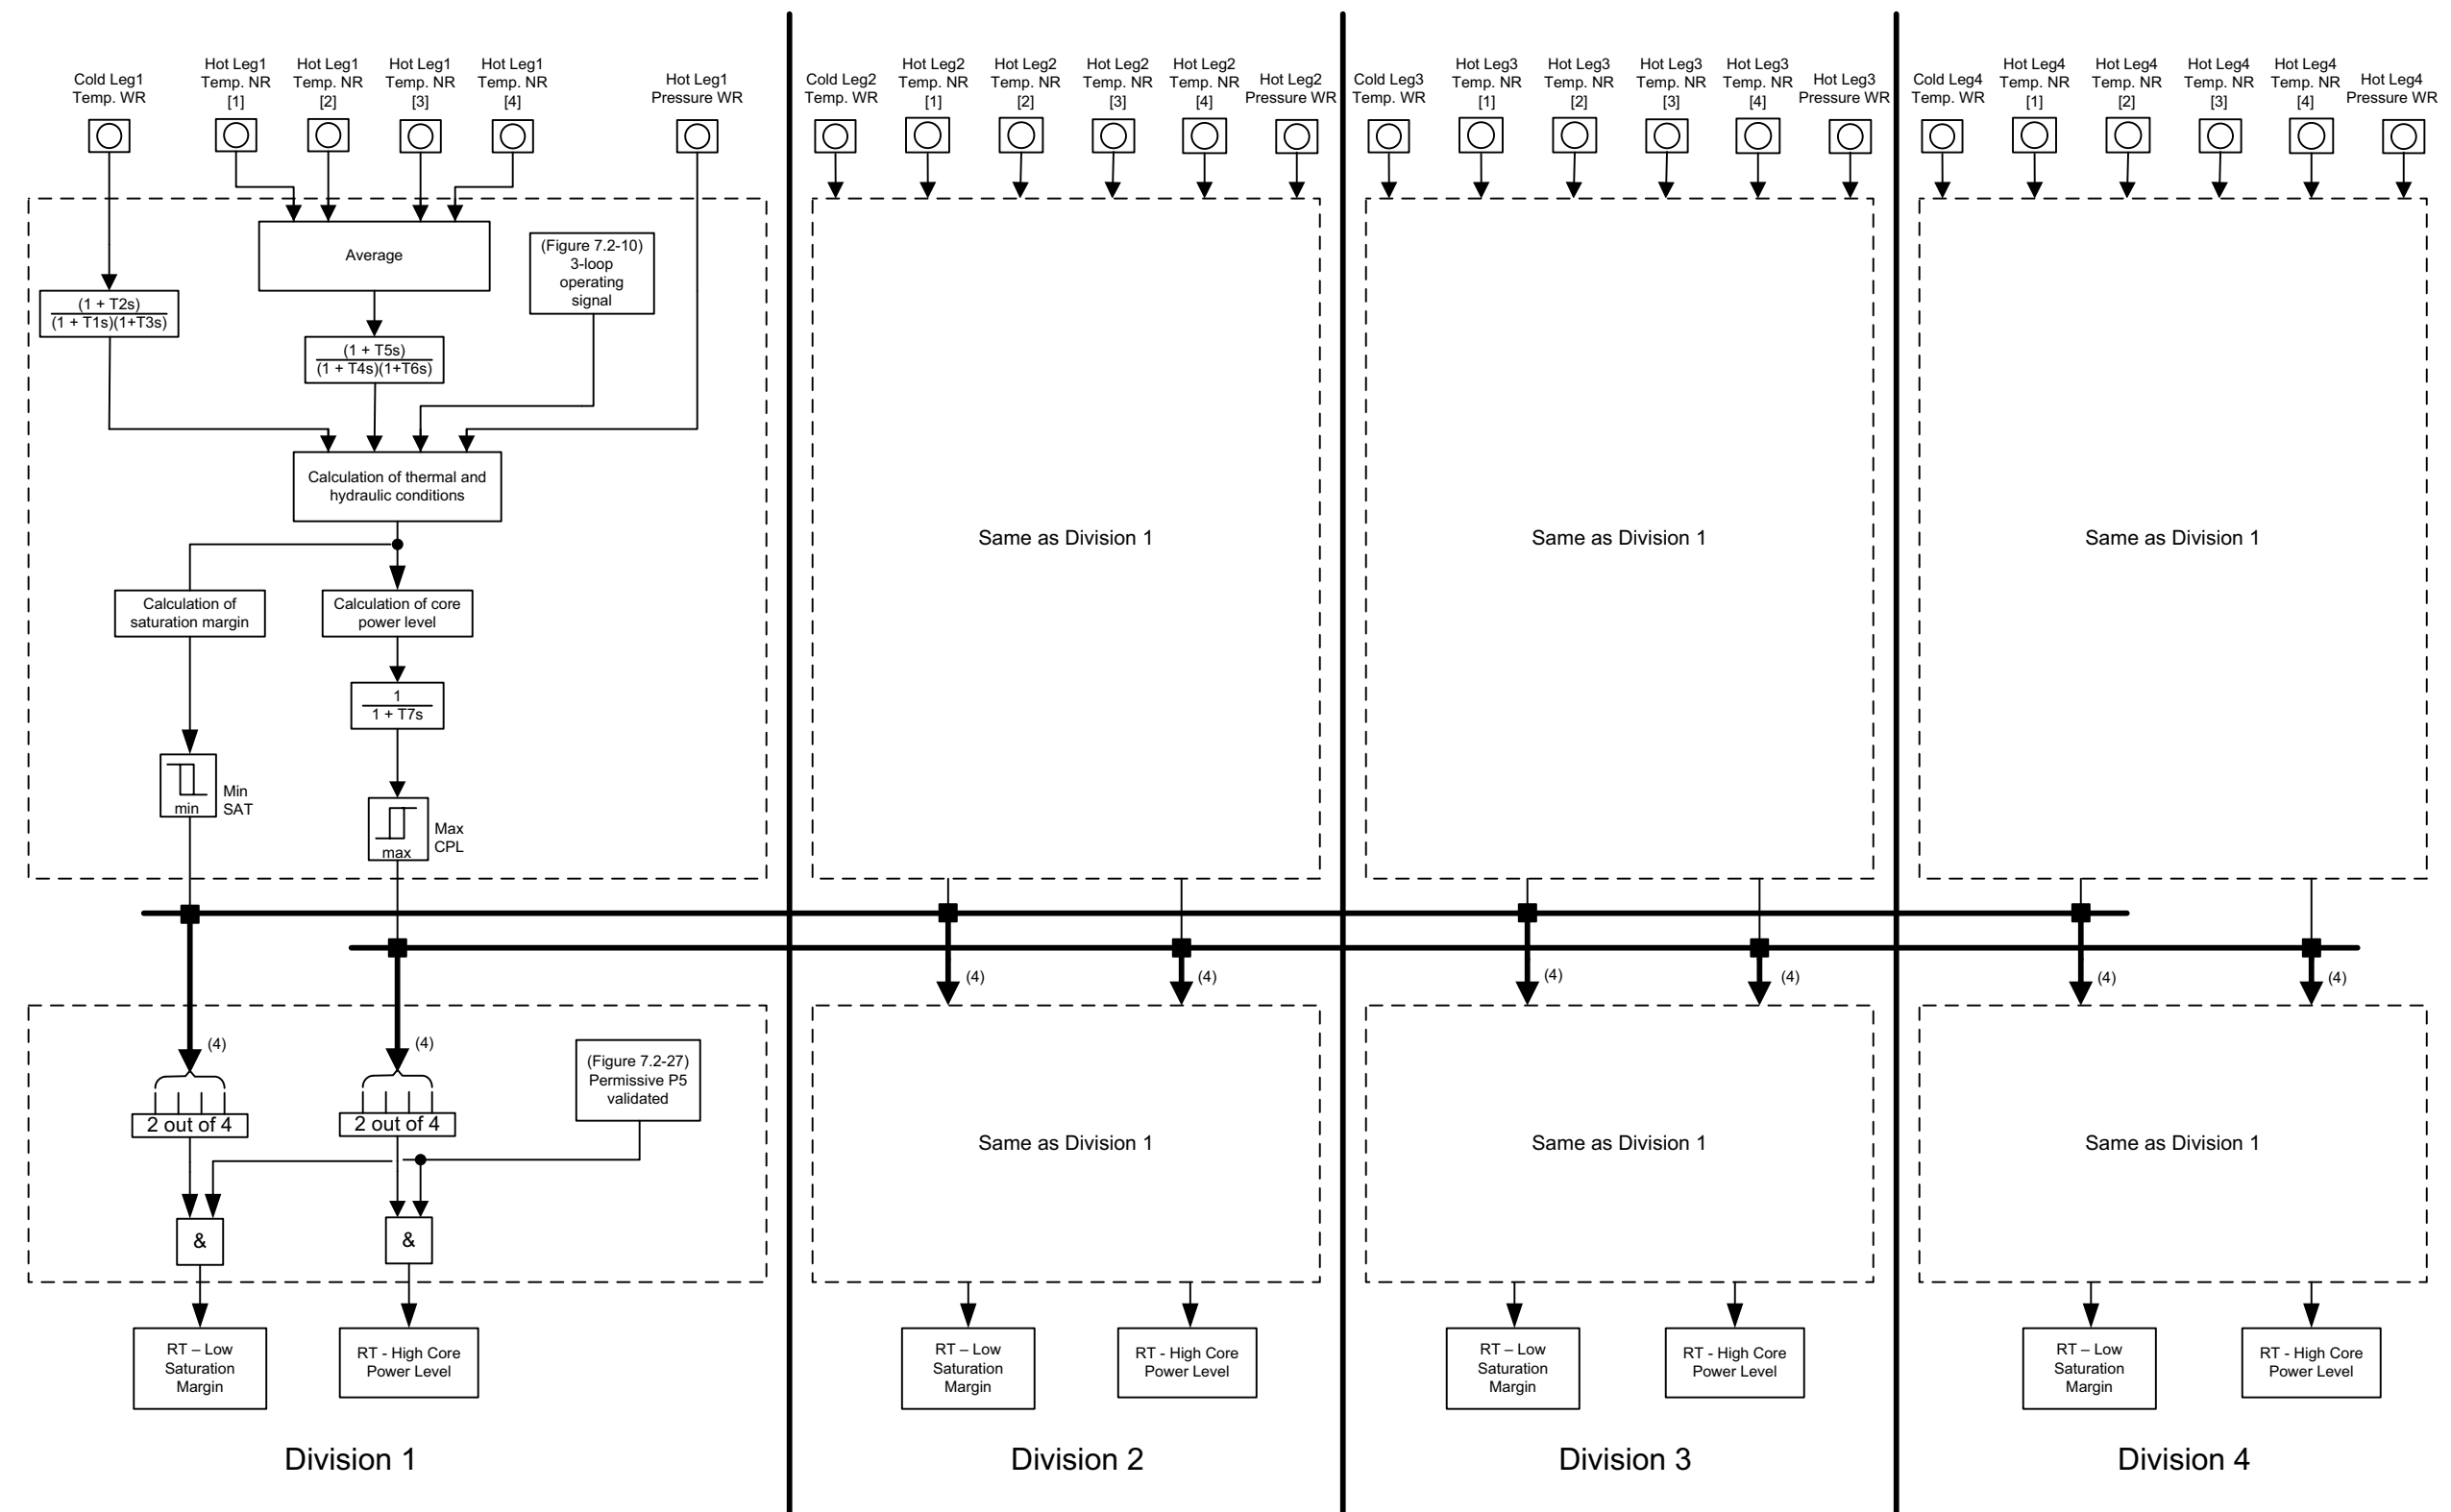 Cold Leg1
Temp. WR
Hot Leg1
Temp. NR
[1]
Hot Leg1
Temp. NR
[2]
Hot Leg1
Temp. NR
[3]
Hot Leg1
Temp. NR
[4]
Hot Leg1
Pressure WR
Cold Leg2
Temp. WR
Hot Leg2
Temp. NR
[1]
Hot Leg2
Temp. NR
[2]
Hot Leg2
Temp. NR
[3]
Hot Leg2
Temp. NR
[4]
Hot Leg2
Pressure WR
Cold Leg3
Temp. WR
Hot Leg3
Temp. NR
[1]
Hot Leg3
Temp. NR
[2]
Hot Leg3
Temp. NR
[3]
Hot Leg3
Temp. NR
[4]
Hot Leg3
Pressure WR
Cold Leg4
Temp. WR
Hot Leg4
Temp. NR
[1]
Hot Leg4
Temp. NR
[2]
Hot Leg4
Temp. NR
[3]
Hot Leg4
Temp. NR
[4]
Hot Leg4
Pressure WR
Average
(Figure 7.2-10)
3-loop
operating
signal
(1 + T2s)
(1 + T1s)(1+T3s)
(1 + T5s)
(1 + T4s)(1+T6s)
Calculation of thermal and
hydraulic conditions
Calculation of
saturation margin
Calculation of core
power level
1
1 + T7s
min
Min
SAT
max
Max
CPL
Same as Division 1
Same as Division 1
Same as Division 1
(4)
(4)
(4)
(4)
(4)
(4)
(4)
(4)
(Figure 7.2-27)
Permissive P5
validated
2 out of 4
2 out of 4
&
&
Same as Division 1
Same as Division 1
Same as Division 1
RT – Low
Saturation
Margin
RT - High Core
Power Level
RT – Low
Saturation
Margin
RT - High Core
Power Level
RT – Low
Saturation
Margin
RT - High Core
Power Level
RT – Low
Saturation
Margin
RT - High Core
Power Level
Division 1
Division 2
Division 3
Division 4